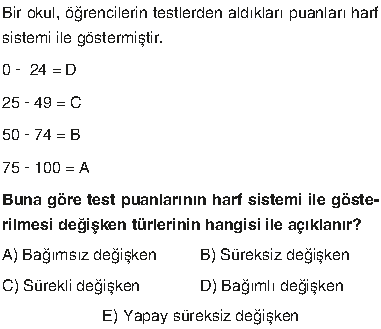 Bir okul, öğrencilerin testlerden aldıkları puanları harf
sistemi ile göstermiştir.
0 - 24 = D
25 - 49 = C
50 - 74 = B
75 - 100 = A
Buna göre test puanlarının harf sistemi ile göste-
rilmesi değişken türlerinin hangisi ile açıklanır?
A) Bağımsız değişken B) Süreksiz değişken
C) Sürekli değişken D) Bağımlı değişken
E) Yapay süreksiz değişken